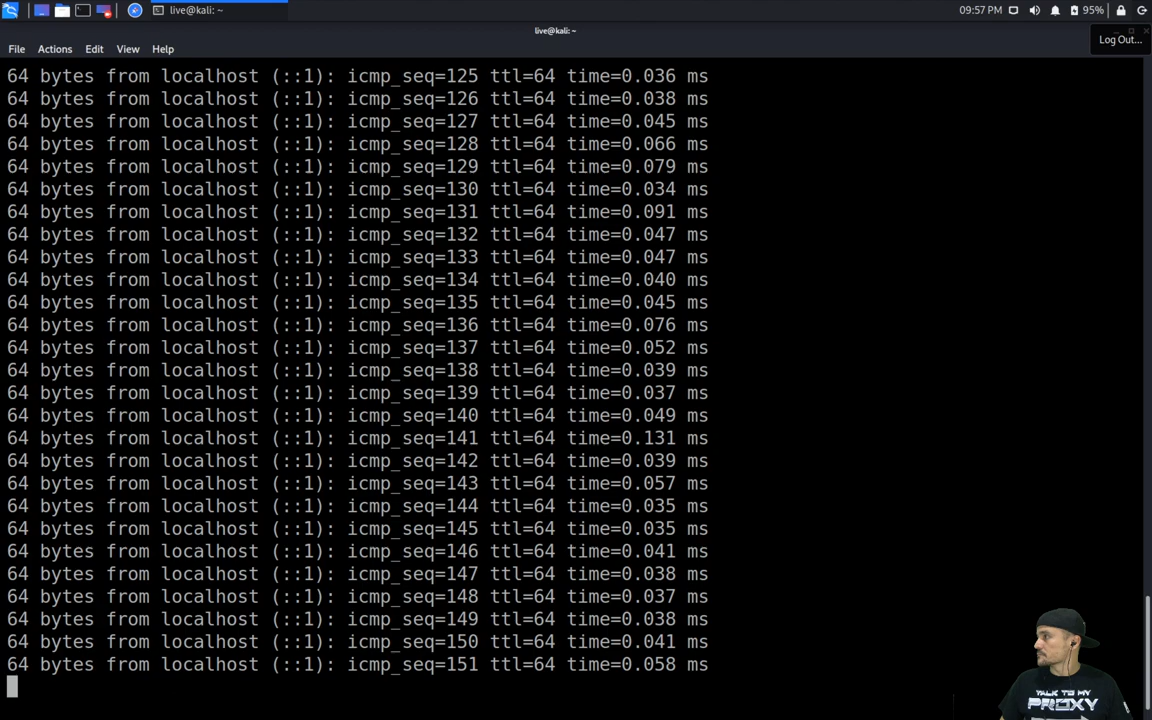 live@kali: ~
09:57 PM
95%
live@kali: ~
Log Out...
File Actions Edit View Help
64 bytes from localhost (::1): icmp_seq=125 ttl=64 time=0.036 ms
64 bytes from localhost (::1): icmp_seq=126 ttl=64 time=0.038 ms
64 bytes from localhost (::1): icmp_seq=127 ttl=64 time=0.045 ms
64 bytes from localhost (::1): icmp_seq=128 ttl=64 time=0.066 ms
64 bytes from localhost (::1): icmp_seq=129 ttl=64 time=0.079 ms
64 bytes from localhost (::1): icmp_seq=130 ttl=64 time=0.034 ms
64 bytes from localhost (::1): icmp_seq=131 ttl=64 time=0.091 ms
64 bytes from localhost (::1): icmp_seq=132 ttl=64 time=0.047 ms
64 bytes from localhost (::1): icmp_seq=133 ttl=64 time=0.047 ms
64 bytes from localhost (::1): icmp_seq=134 ttl=64 time=0.040 ms
64 bytes from localhost (::1): icmp_seq=135 ttl=64 time=0.045 ms
64 bytes from localhost (::1): icmp_seq=136 ttl=64 time=0.076 ms
64 bytes from localhost (::1): icmp_seq=137 ttl=64 time=0.052 ms
64 bytes from localhost (::1): icmp_seq=138 ttl=64 time=0.039 ms
64 bytes from localhost (::1): icmp_seq=139 ttl=64 time=0.037 ms
64 bytes from localhost (::1): icmp_seq=140 ttl=64 time=0.049 ms
64 bytes from localhost (::1): icmp_seq=141 ttl=64 time=0.131 ms
64 bytes from localhost (::1): icmp_seq=142 ttl=64 time=0.039 ms
64 bytes from localhost (::1): icmp_seq=143 ttl=64 time=0.057 ms
64 bytes from localhost (::1): icmp_seq=144 ttl=64 time=0.035 ms
64 bytes from localhost (::1): icmp_seq=145 ttl=64 time=0.035 ms
64 bytes from localhost (::1): icmp_seq=146 ttl=64 time=0.041 ms
64 bytes from localhost (::1): icmp_seq=147 ttl=64 time=0.038 ms
64 bytes from localhost (::1): icmp_seq=148 ttl=64 time=0.037 ms
64 bytes from localhost (::1): icmp_seq=149 ttl=64 time=0.038 ms
64 bytes from localhost (::1): icmp_seq=150 ttl=64 time=0.041 ms
64 bytes from localhost (::1): icmp_seq=151 ttl=64 time=0.058 ms
TALK TO MY
PROXY